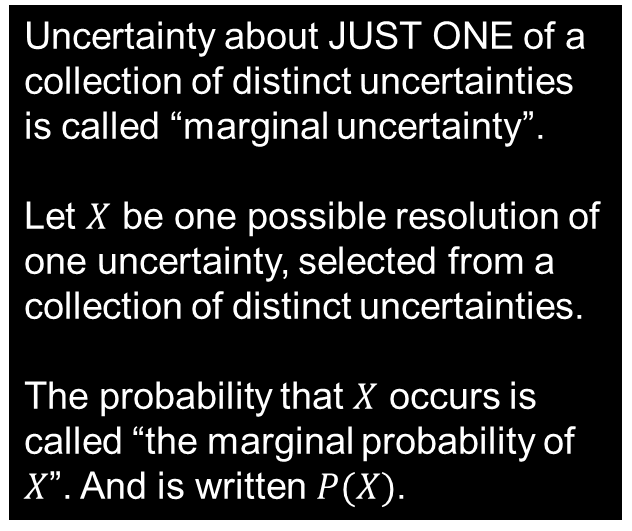 Uncertainty about JUST ONE of a
collection of distinct uncertainties
is called “marginal uncertainty”.
Let X be one possible resolution of
one uncertainty, selected from a
collection of distinct uncertainties.
The probability that X occurs is
called “the marginal probability of
X”. And is written P(X).